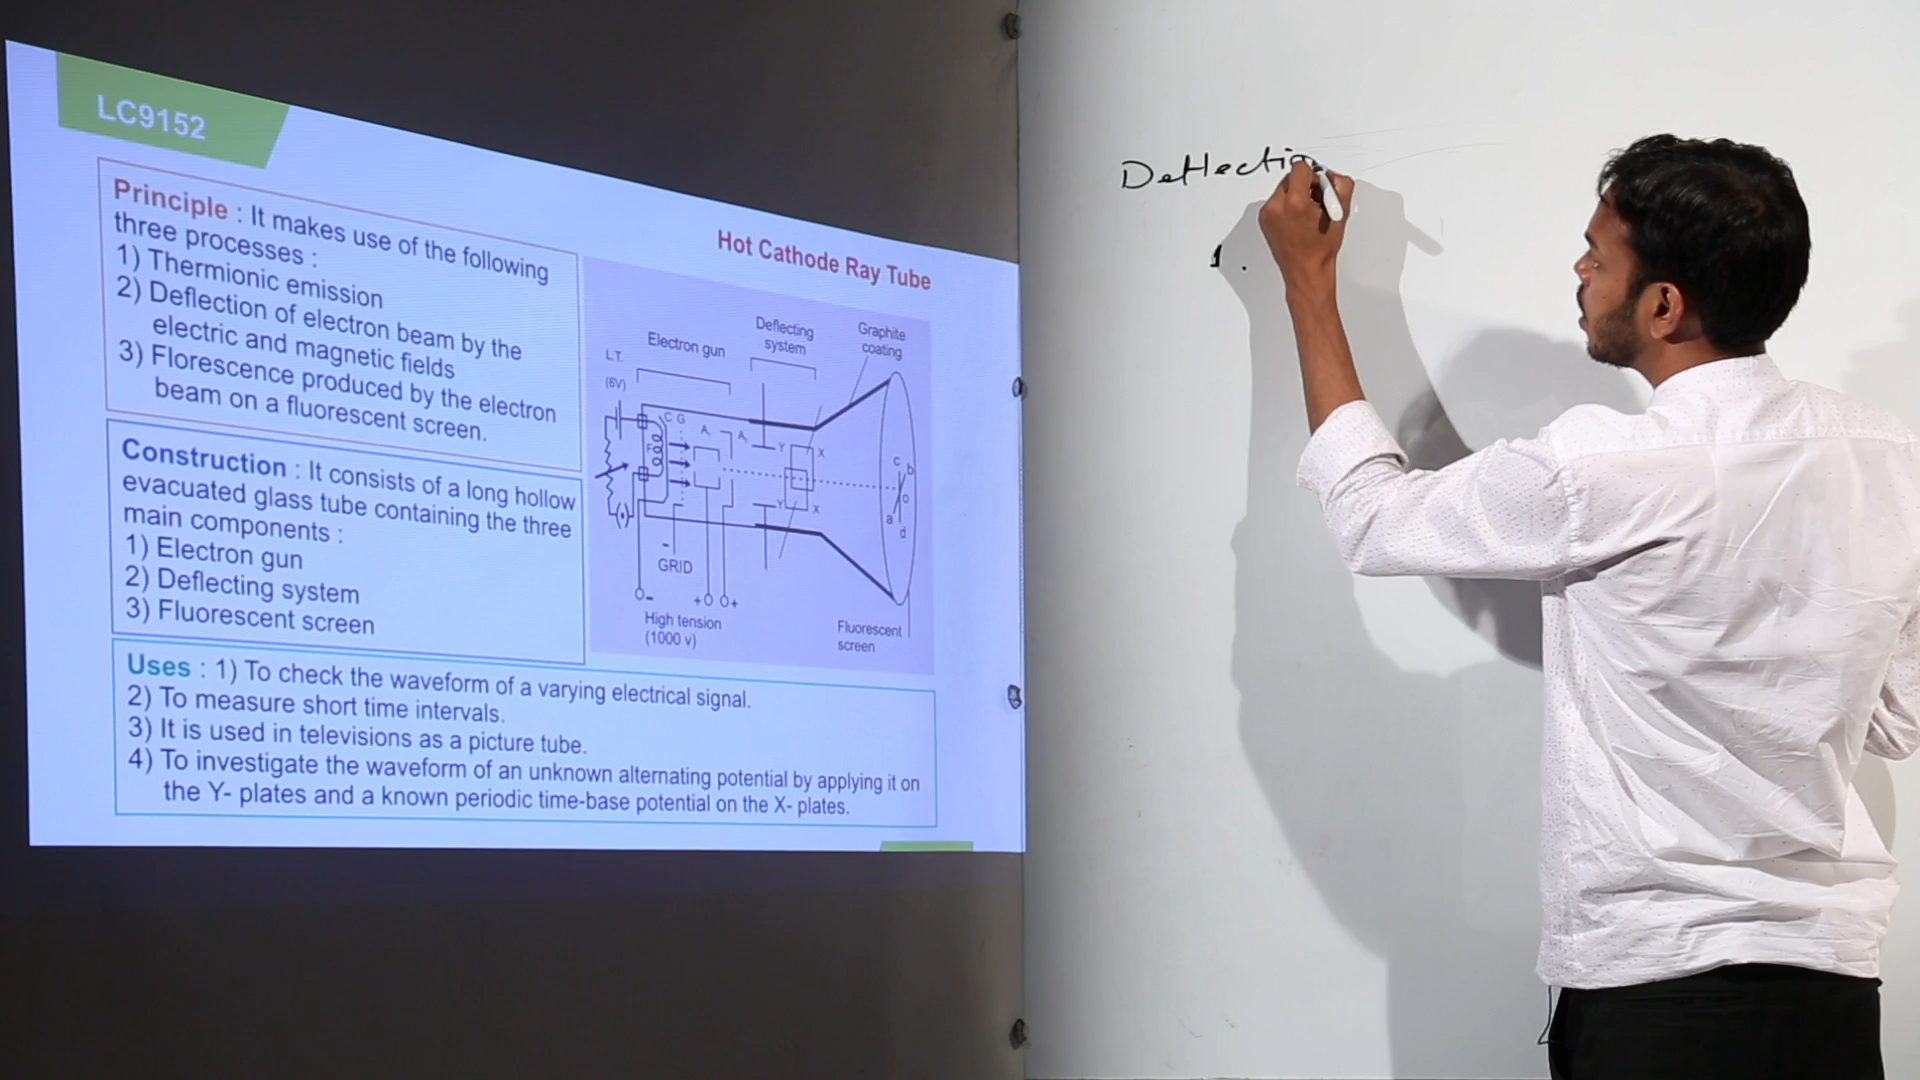 LC9152
Hot Cathode Ray Tube
Principle : It makes use of the following
three processes :
1) Thermionic emission
2) Deflection of electron beam by the
electric and magnetic fields
3) Florescence produced by the electron
beam on a fluorescent screen.
Construction : It consists of a long hollow
evacuated glass tube containing the three
main components :
1) Electron gun
2) Deflecting system
3) Fluorescent screen
L.T.
(6V)
Electron gun
Deflecting
system
Graphite
coating
C G
F
A₁
A₂
Y
X
Y
X
c
b
o
a
d
-
GRID
- + +
High tension
(1000 v)
Fluorescent
screen
Uses : 1) To check the waveform of a varying electrical signal.
2) To measure short time intervals.
3) It is used in televisions as a picture tube.
4) To investigate the waveform of an unknown alternating potential by applying it on
the Y- plates and a known periodic time-base potential on the X- plates.
Deflectio
1.